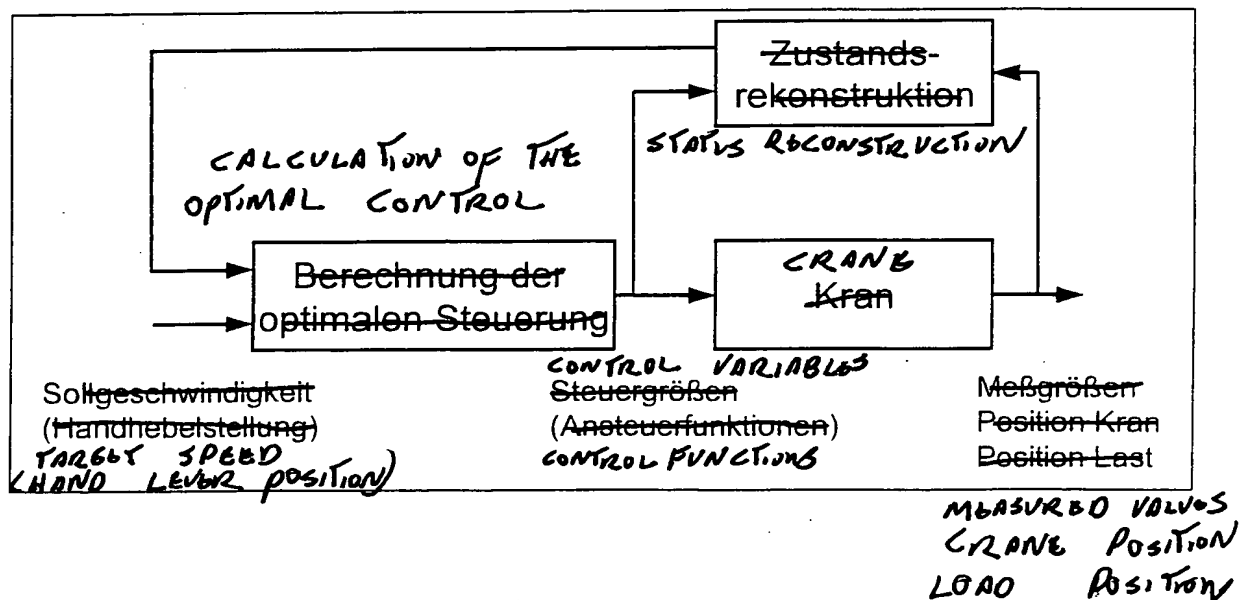 Zustands-
rekonstruktion
STATUS RECONSTRUCTION
CALCULATION OF THE
OPTIMAL CONTROL
Berechnung der
optimalen Steuerung
CRANE
Kran
Sollgeschwindigkeit
(Handhebelstellung)
TARGET SPEED
(HAND LEVER POSITION)
CONTROL VARIABLES
Steuergrößen
(Ansteuerfunktionen)
CONTROL FUNCTIONS
Meßgrößen
Position Kran
Position Last
MEASURED VALUES
CRANE POSITION
LOAD POSITION